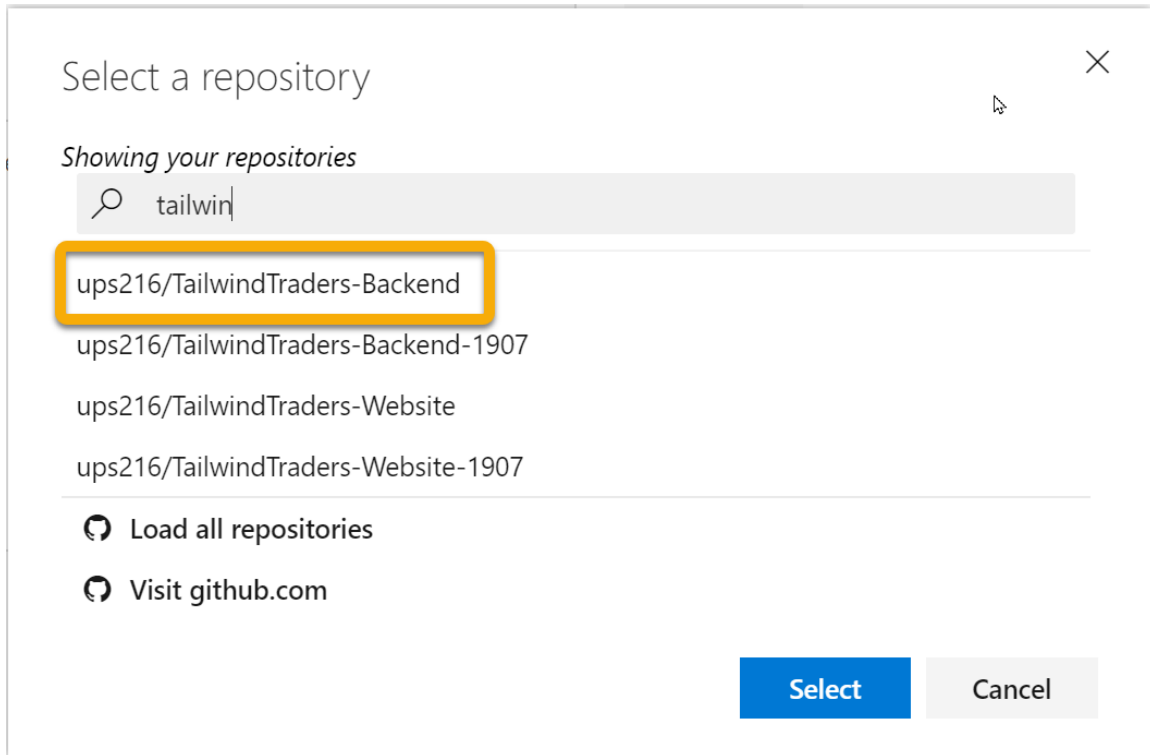 Select a repository
Showing your repositories
tailwin
ups216/TailwindTraders-Backend
ups216/TailwindTraders-Backend-1907
ups216/TailwindTraders-Website
ups216/TailwindTraders-Website-1907
Load all repositories
Visit github.com
Select Cancel